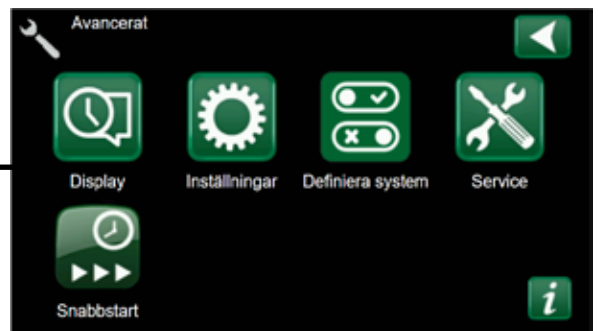 Avancerat
Display
Inställningar
Definiera system
Service
Snabbstart
i